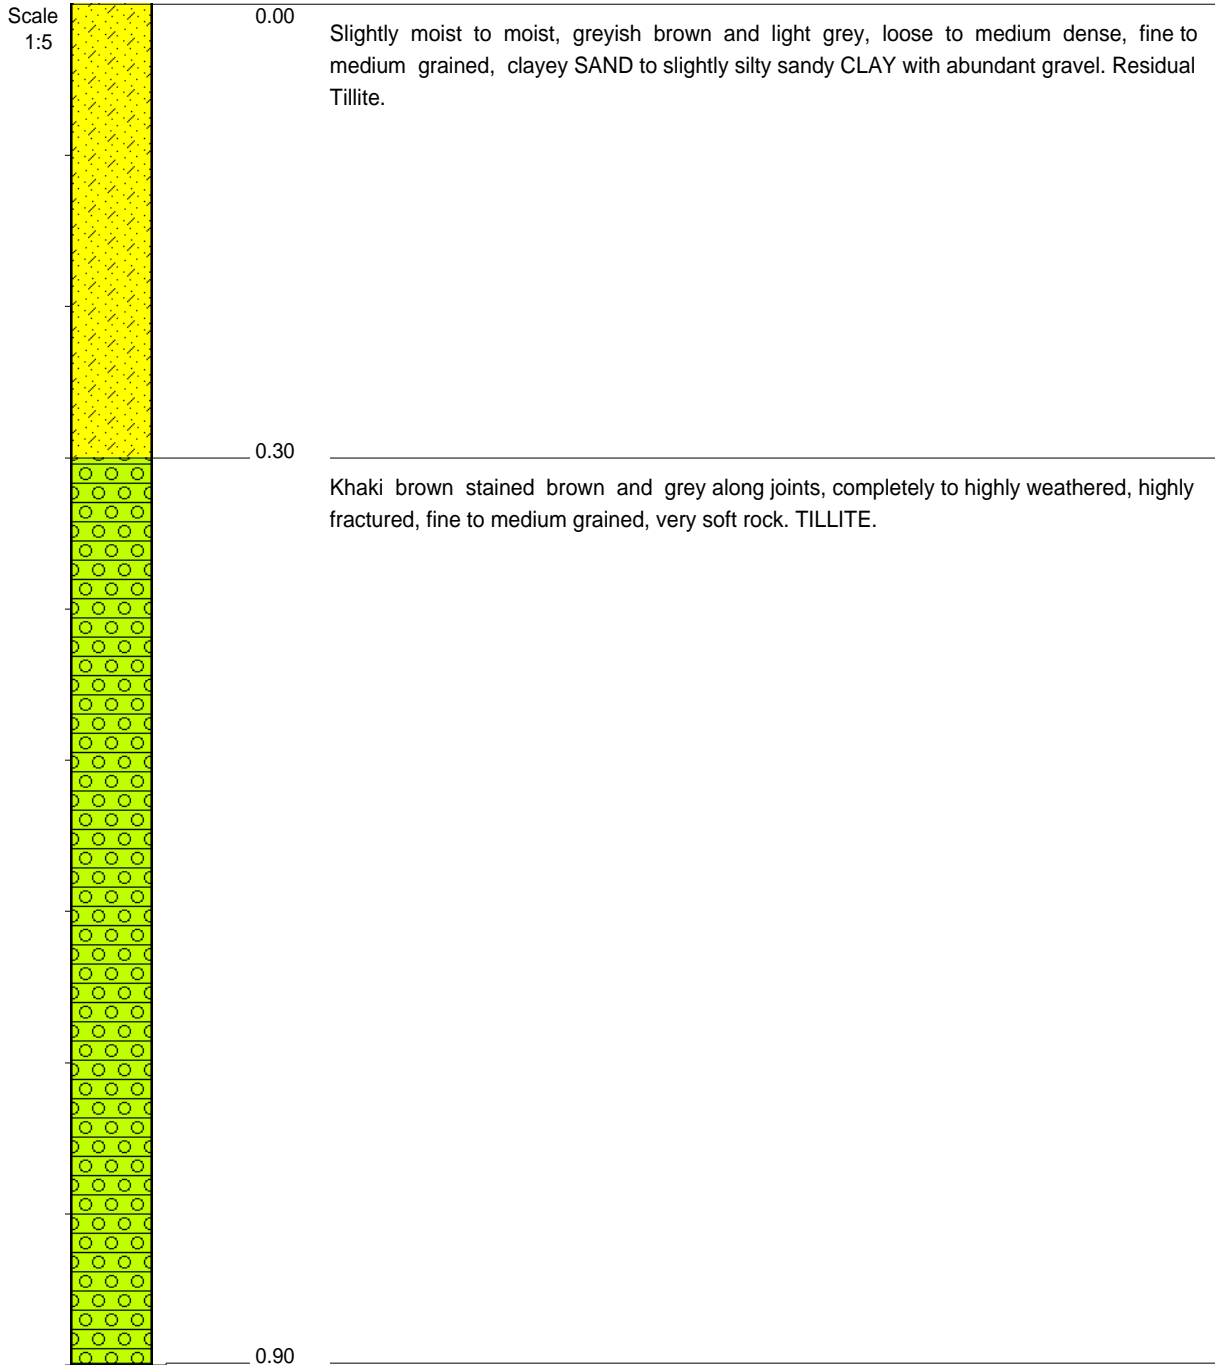 Scale
1:5
0.00
Slightly moist to moist, greyish brown and light grey, loose to medium dense, fine to
medium grained, clayey SAND to slightly silty sandy CLAY with abundant gravel. Residual
Tillite.
0.30
Khaki brown stained brown and grey along joints, completely to highly weathered, highly
fractured, fine to medium grained, very soft rock. TILLITE.
0.90